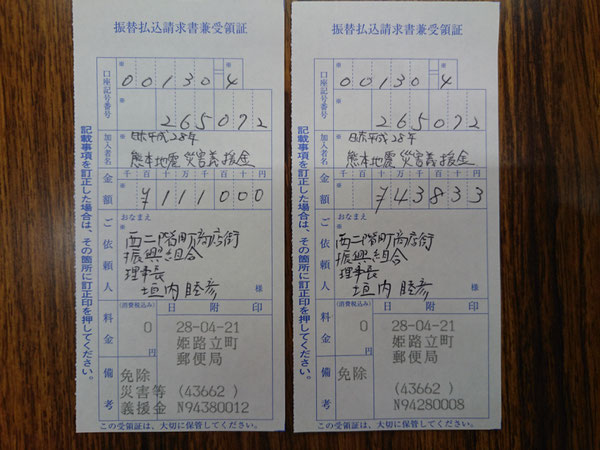 振替払込請求書兼受領証
口座記号番号
00130 4
265072
加入者名
日赤平成28年
熊本地震災害義援金
金額
千百十万千百十円
¥111000
ご依頼人
おなまえ
西二階町商店街
振興組合
理事長
垣内睦彦
様
料金
(消費税込み)
0
円
日附印
28-04-21
姫路立町
郵便局
備考
免除
災害等 (43662)
義援金 N94380012
記載事項を訂正した場合は、その箇所に訂正印を押してください。
この受領証は、大切に保管してください。
振替払込請求書兼受領証
口座記号番号
00130 4
265072
加入者名
日赤平成28年
熊本地震災害義援金
金額
千百十万千百十円
¥43833
ご依頼人
おなまえ
西二階町商店街
振興組合
理事長
垣内睦彦
様
料金
(消費税込み)
0
円
日附印
28-04-21
姫路立町
郵便局
備考
免除
(43662)
N94280008
記載事項を訂正した場合は、その箇所に訂正印を押してください。
この受領証は、大切に保管してください。